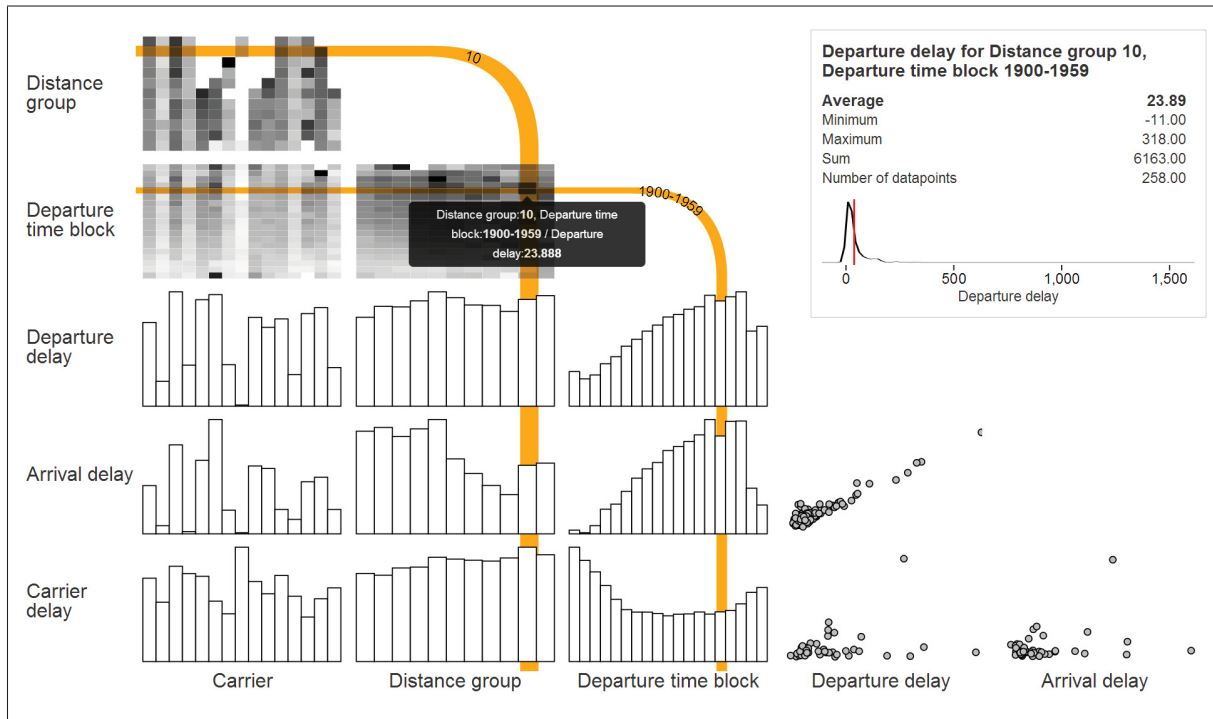 Distance
group
10
Departure
time block
1900-1959
Distance group:10, Departure time
block:1900-1959 / Departure
delay:23.888
Departure
delay
Arrival delay
Carrier
delay
Carrier
Distance group
Departure time block
Departure delay
Arrival delay
Departure delay for Distance group 10,
Departure time block 1900-1959
Average 23.89
Minimum -11.00
Maximum 318.00
Sum 6163.00
Number of datapoints 258.00
0 500 1,000 1,500
Departure delay